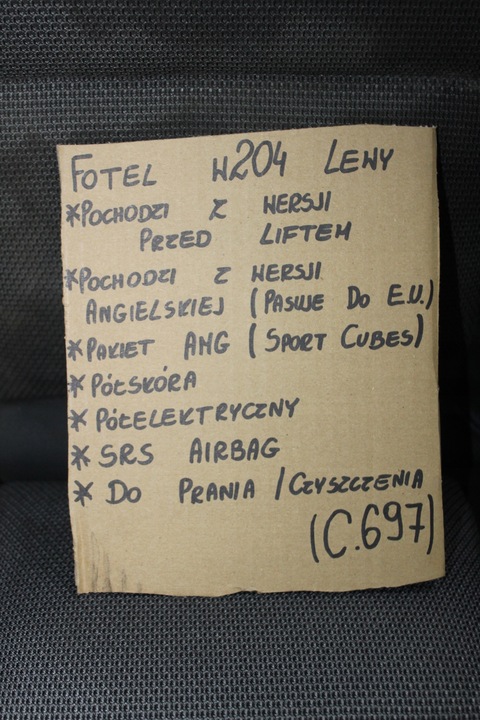 FOTEL W204 LEWY
*POCHODZI Z WERSJI
PRZED LIFTEM
*POCHODZI Z WERSJI
ANGIELSKIEJ (PASUJE DO E.U.)
*PAKIET AMG (SPORT CUBES)
*PÓŁSKÓRA
*PÓŁELEKTRYCZNY
* SRS AIRBAG
* DO PRANIA / CZYSZCZENIA
(C.697)